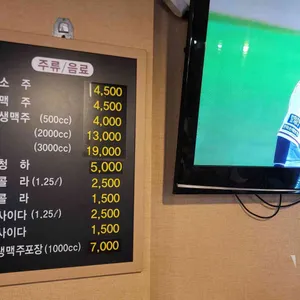 주류/음료
소 주 4,500
맥 주 4,500
생맥주 (500cc) 4,000
(2000cc) 13,000
(3000cc) 19,000
청 하 5,000
콜 라 (1.25ℓ) 2,500
콜 라 1,500
사이다 (1.25ℓ) 2,500
사이다 1,500
생맥주포장 (1000cc) 7,000